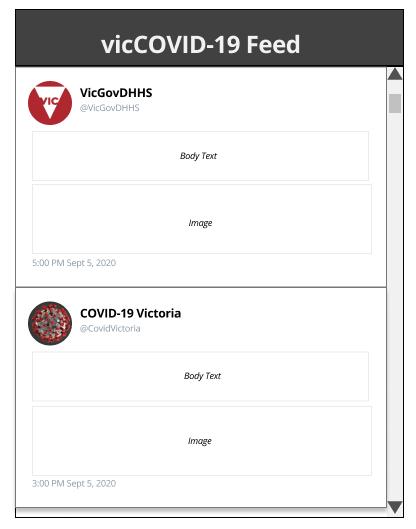 vicCOVID-19 Feed
VIC
VicGovDHHS
@VicGovDHHS
Body Text
Image
5:00 PM Sept 5, 2020
COVID-19 Victoria
@CovidVictoria
Body Text
Image
3:00 PM Sept 5, 2020